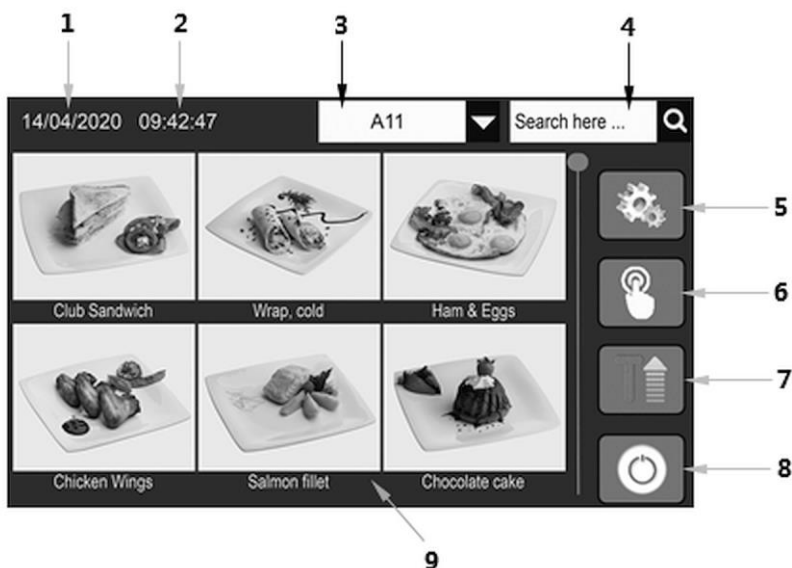 1 2 3 4
14/04/2020 09:42:47 A11 Search here ...
5
Club Sandwich Wrap, cold Ham & Eggs
6
7
Chicken Wings Salmon fillet Chocolate cake
8
9